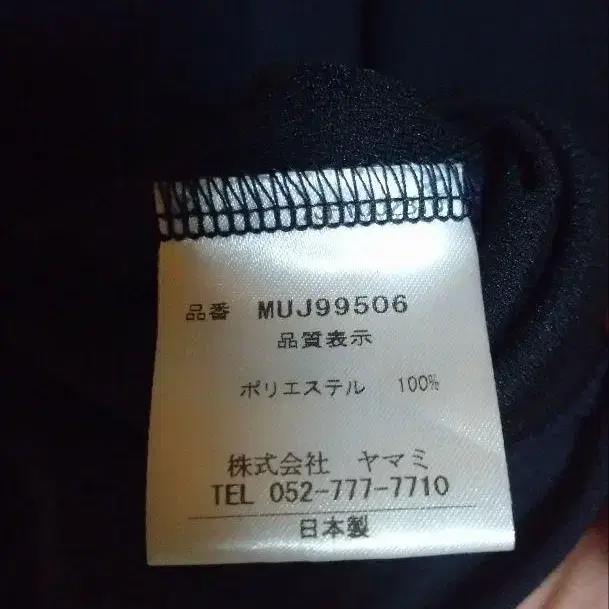 品番 MUJ99506
品質表示
ポリエステル 100%
株式会社 ヤマミ
TEL 052-777-7710
日本製